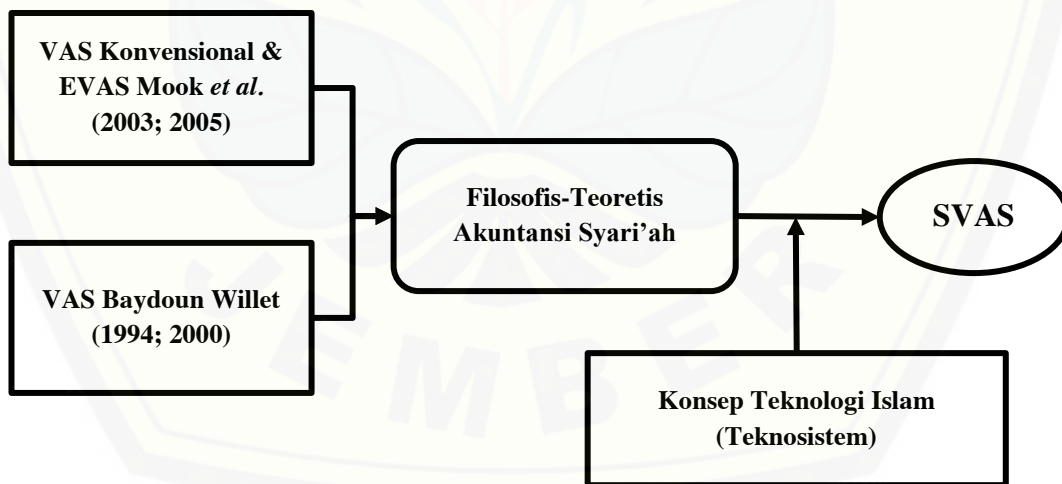 VAS Konvensional &
EVAS Mook et al.
(2003; 2005)
VAS Baydoun Willet
(1994; 2000)
Filosofis-Teoretis
Akuntansi Syari’ah
SVAS
Konsep Teknologi Islam
(Teknosistem)
JEMBER